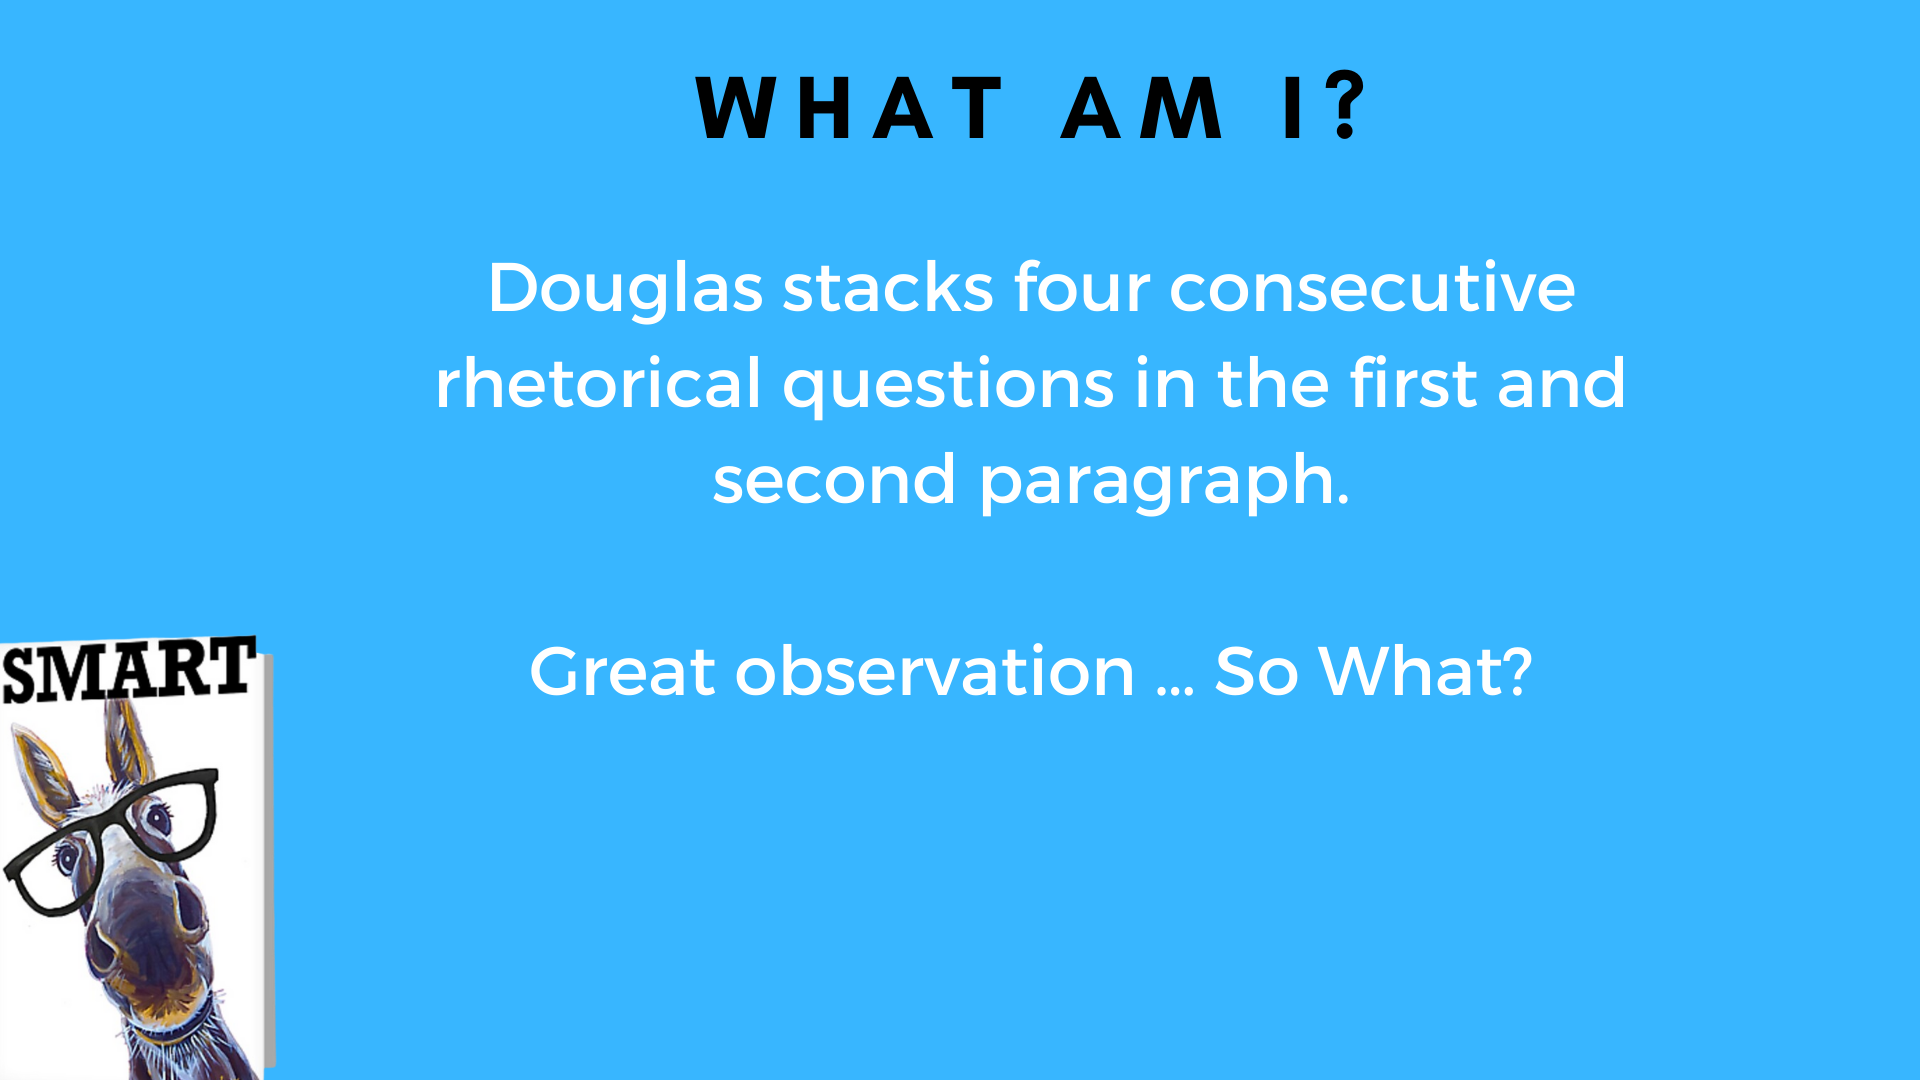 WHAT AM I?
Douglas stacks four consecutive
rhetorical questions in the first and
second paragraph.
Great observation ... So What?
SMART